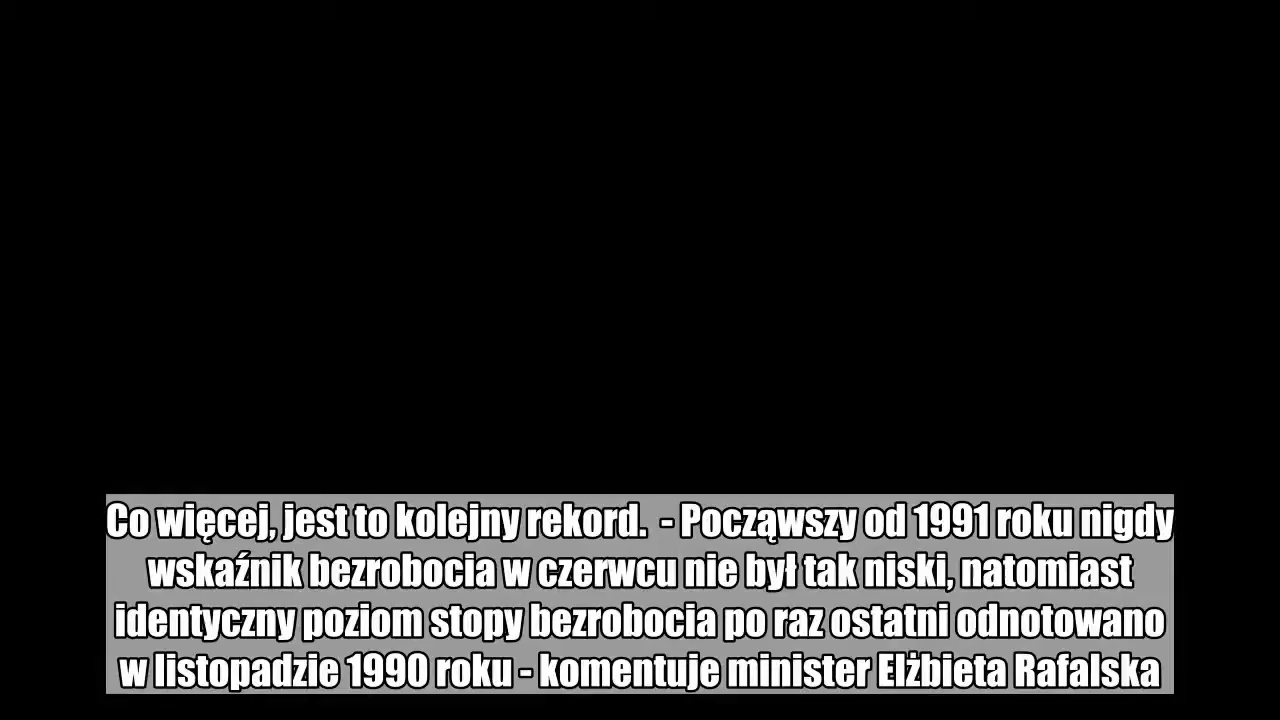 Co więcej, jest to kolejny rekord.  - Począwszy od 1991 roku nigdy
wskaźnik bezrobocia w czerwcu nie był tak niski, natomiast
identyczny poziom stopy bezrobocia po raz ostatni odnotowano
w listopadzie 1990 roku - komentuje minister Elżbieta Rafalska